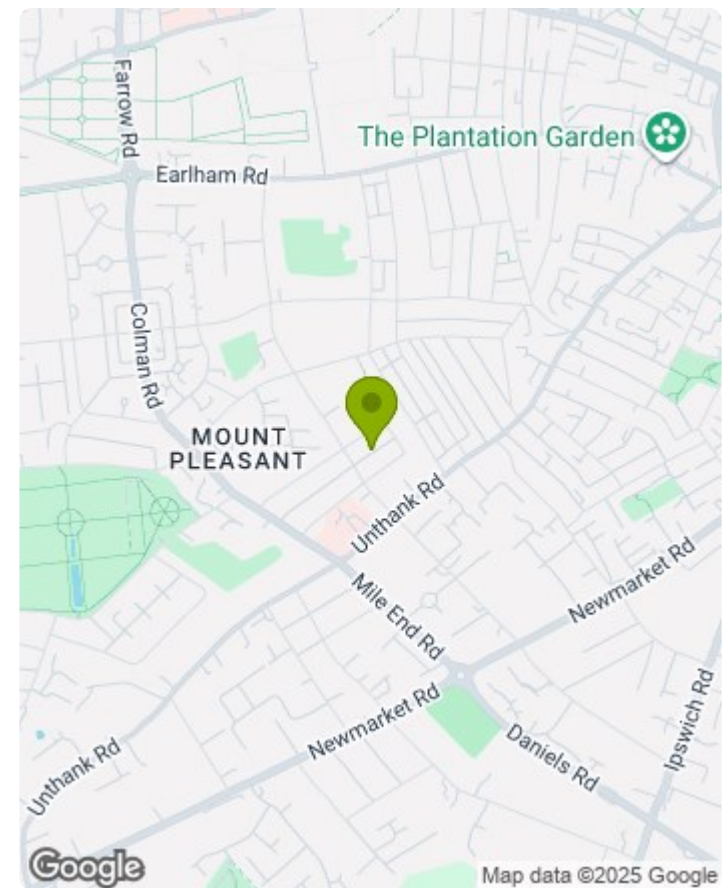 Farrow Rd
The Plantation Garden
Earlham Rd
Colman Rd
MOUNT
PLEASANT
Unthank Rd
Mile End Rd
Newmarket Rd
Newmarket Rd
Ipswich Rd
Daniels Rd
Unthank Rd
Google
Map data ©2025 Google